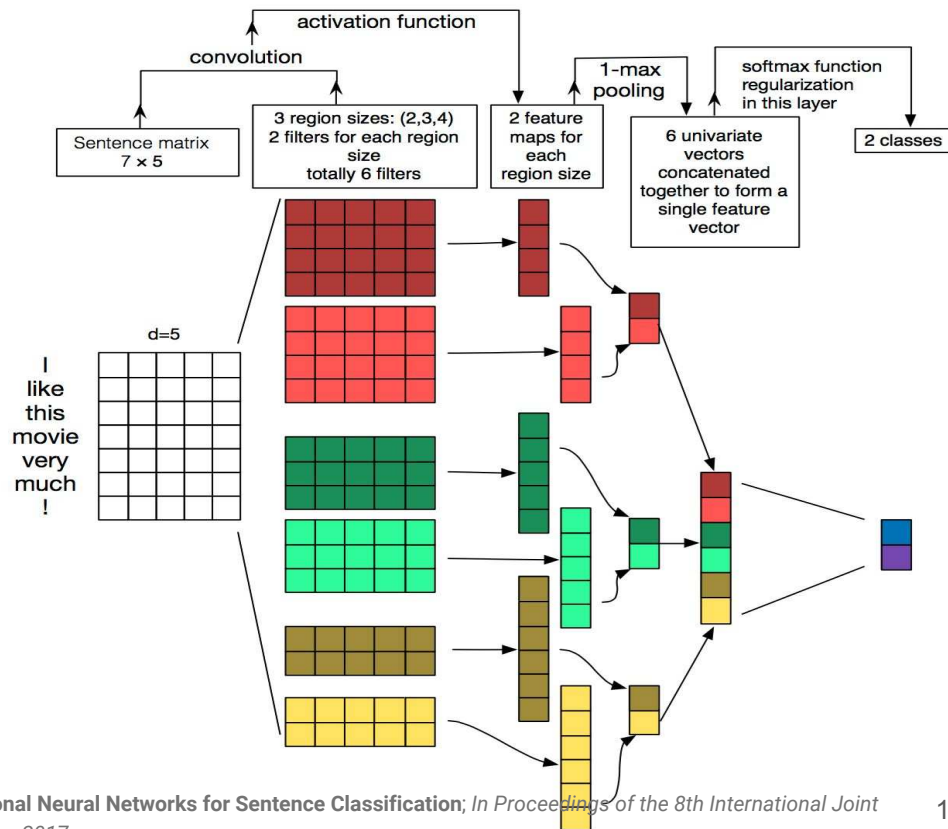 activation function
convolution
1-max
pooling
softmax function
regularization
in this layer
Sentence matrix
7 × 5
3 region sizes: (2,3,4)
2 filters for each region
size
totally 6 filters
2 feature
maps for
each
region size
6 univariate
vectors
concatenated
together to form a
single feature
vector
2 classes
d=5
I
like
this
movie
very
much
!
onal Neural Networks for Sentence Classification; In Proceedings of the 8th International Joint
1
2017